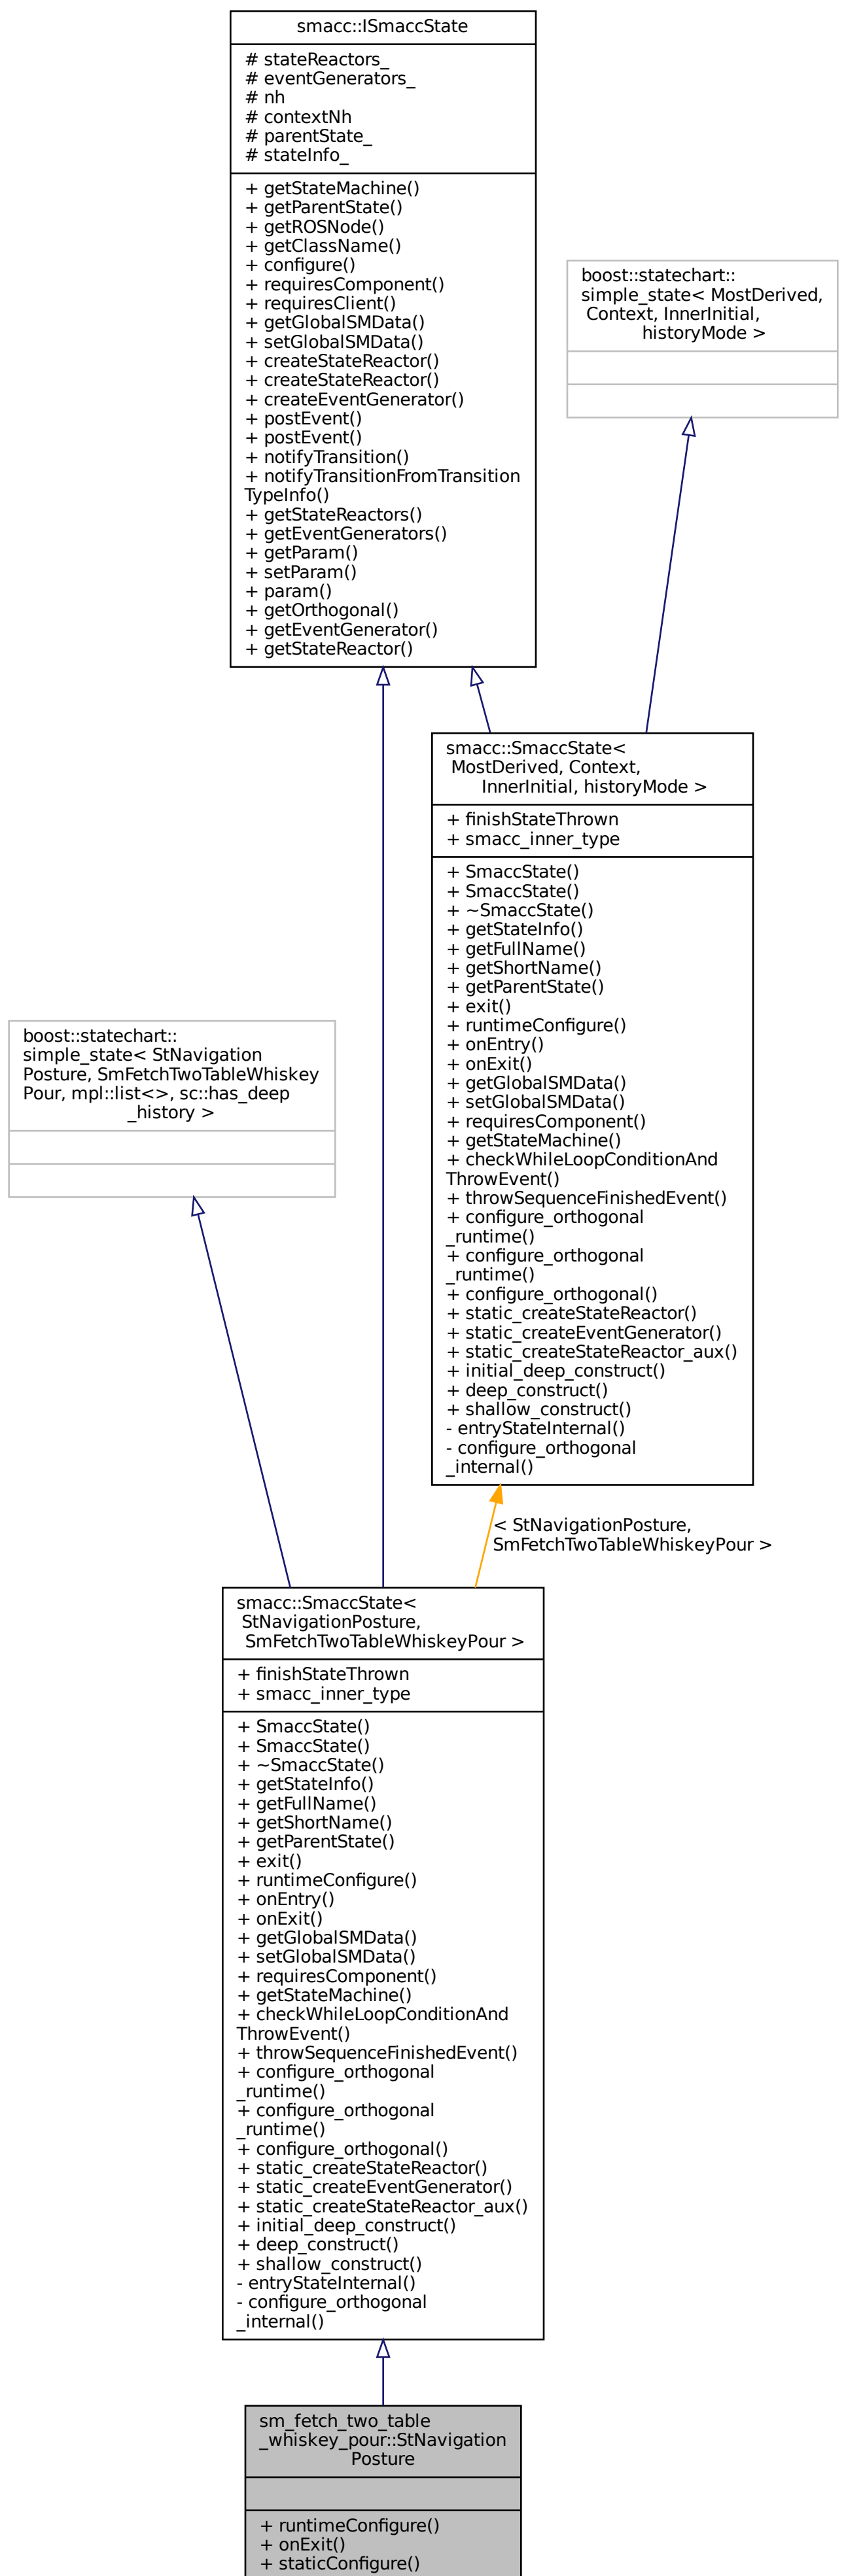 smacc::ISmaccState
# stateReactors_
# eventGenerators_
# nh
# contextNh
# parentState_
# stateInfo_
+ getStateMachine()
+ getParentState()
+ getROSNode()
+ getClassName()
+ configure()
+ requiresComponent()
+ requiresClient()
+ getGlobalSMData()
+ setGlobalSMData()
+ createStateReactor()
+ createStateReactor()
+ createEventGenerator()
+ postEvent()
+ postEvent()
+ notifyTransition()
+ notifyTransitionFromTransition
TypeInfo()
+ getStateReactors()
+ getEventGenerators()
+ getParam()
+ setParam()
+ param()
+ getOrthogonal()
+ getEventGenerator()
+ getStateReactor()
boost::statechart::
simple_state< MostDerived,
Context, InnerInitial,
historyMode >
smacc::SmaccState<
MostDerived, Context,
InnerInitial, historyMode >
+ finishStateThrown
+ smacc_inner_type
+ SmaccState()
+ SmaccState()
+ ~SmaccState()
+ getStateInfo()
+ getFullName()
+ getShortName()
+ getParentState()
+ exit()
+ runtimeConfigure()
+ onEntry()
+ onExit()
+ getGlobalSMData()
+ setGlobalSMData()
+ requiresComponent()
+ getStateMachine()
+ checkWhileLoopConditionAnd
ThrowEvent()
+ throwSequenceFinishedEvent()
+ configure_orthogonal
_runtime()
+ configure_orthogonal
_runtime()
+ configure_orthogonal()
+ static_createStateReactor()
+ static_createEventGenerator()
+ static_createStateReactor_aux()
+ initial_deep_construct()
+ deep_construct()
+ shallow_construct()
- entryStateInternal()
- configure_orthogonal
_internal()
boost::statechart::
simple_state< StNavigation
Posture, SmFetchTwoTableWhiskey
Pour, mpl::list<>, sc::has_deep
_history >
< StNavigationPosture,
SmFetchTwoTableWhiskeyPour >
smacc::SmaccState<
StNavigationPosture,
SmFetchTwoTableWhiskeyPour >
+ finishStateThrown
+ smacc_inner_type
+ SmaccState()
+ SmaccState()
+ ~SmaccState()
+ getStateInfo()
+ getFullName()
+ getShortName()
+ getParentState()
+ exit()
+ runtimeConfigure()
+ onEntry()
+ onExit()
+ getGlobalSMData()
+ setGlobalSMData()
+ requiresComponent()
+ getStateMachine()
+ checkWhileLoopConditionAnd
ThrowEvent()
+ throwSequenceFinishedEvent()
+ configure_orthogonal
_runtime()
+ configure_orthogonal
_runtime()
+ configure_orthogonal()
+ static_createStateReactor()
+ static_createEventGenerator()
+ static_createStateReactor_aux()
+ initial_deep_construct()
+ deep_construct()
+ shallow_construct()
- entryStateInternal()
- configure_orthogonal
_internal()
sm_fetch_two_table
_whiskey_pour::StNavigation
Posture
+ runtimeConfigure()
+ onExit()
+ staticConfigure()